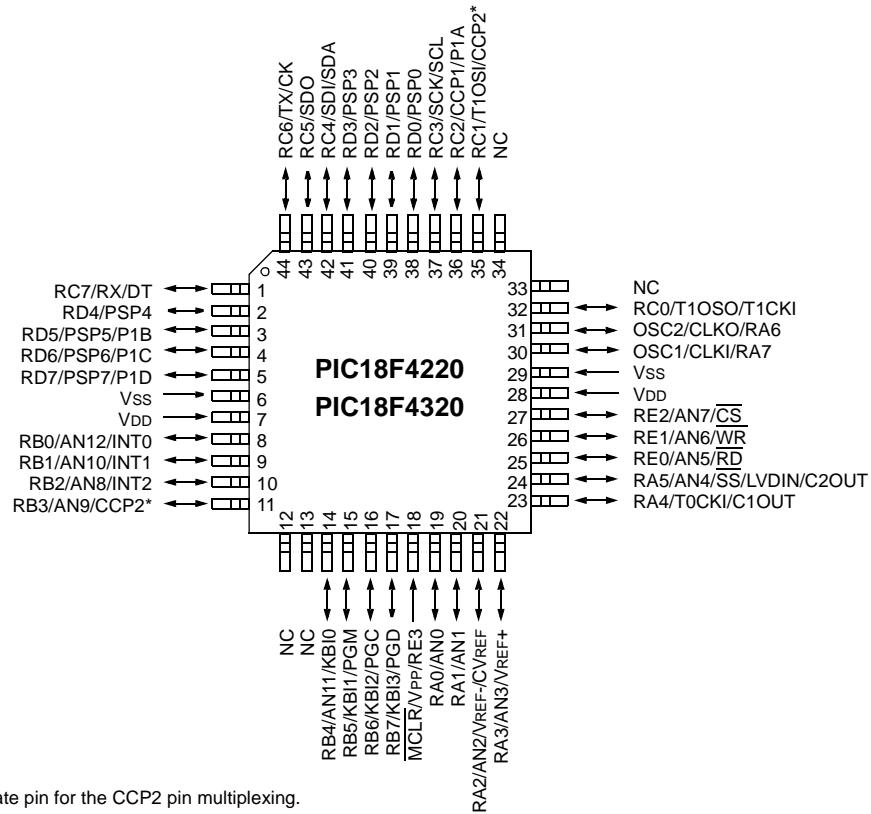 RC6/TX/CK
RC5/SDO
RC4/SDI/SDA
RD3/PSP3
RD2/PSP2
RD1/PSP1
RD0/PSP0
RC3/SCK/SCL
RC2/CCP1/P1A
RC1/T1OSI/CCP2*
NC
44
43
42
41
40
39
38
37
36
35
34
RC7/RX/DT 1
RD4/PSP4 2
RD5/PSP5/P1B 3
RD6/PSP6/P1C 4
RD7/PSP7/P1D 5
VSS 6
VDD 7
RB0/AN12/INT0 8
RB1/AN10/INT1 9
RB2/AN8/INT2 10
RB3/AN9/CCP2* 11
PIC18F4220
PIC18F4320
33 NC
32 RC0/T1OSO/T1CKI
31 OSC2/CLKO/RA6
30 OSC1/CLKI/RA7
29 VSS
28 VDD
27 RE2/AN7/CS
26 RE1/AN6/WR
25 RE0/AN5/RD
24 RA5/AN4/SS/LVDIN/C2OUT
23 RA4/T0CKI/C1OUT
12
13
14
15
16
17
18
19
20
21
22
NC
NC
RB4/AN11/KBI0
RB5/KBI1/PGM
RB6/KBI2/PGC
RB7/KBI3/PGD
MCLR/VPP/RE3
RA0/AN0
RA1/AN1
RA2/AN2/VREF-/CVREF
RA3/AN3/VREF+
ate pin for the CCP2 pin multiplexing.